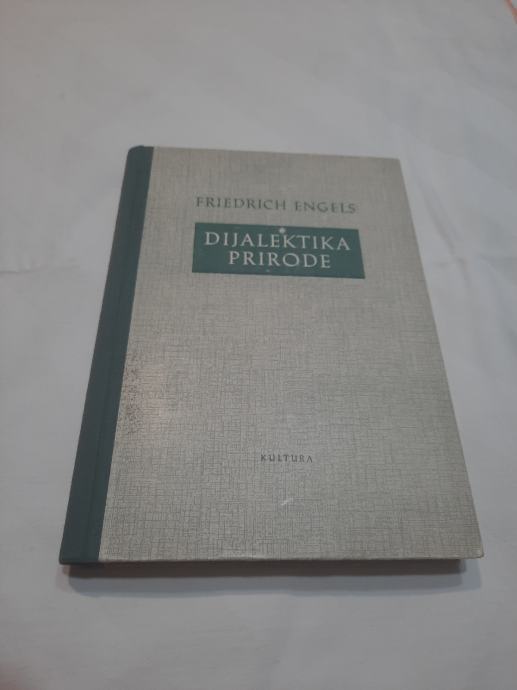 FRIEDRICH ENGELS
DIJALEKTIKA
PRIRODE
KULTURA